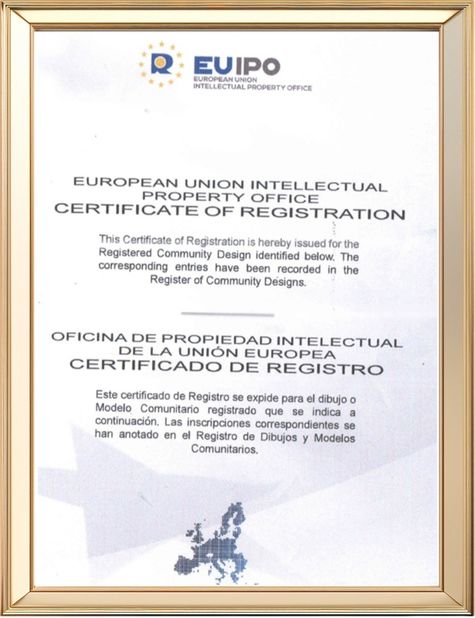 EUIPO
EUROPEAN UNION
INTELLECTUAL PROPERTY OFFICE
EUROPEAN UNION INTELLECTUAL
PROPERTY OFFICE
CERTIFICATE OF REGISTRATION
This Certificate of Registration is hereby issued for the
Registered Community Design identified below. The
corresponding entries have been recorded in the
Register of Community Designs.
OFICINA DE PROPIEDAD INTELECTUAL
DE LA UNIÓN EUROPEA
CERTIFICADO DE REGISTRO
Este certificado de Registro se expide para el dibujo o
Modelo Comunitario registrado que se indica a
continuación. Las inscripciones correspondientes se
han anotado en el Registro de Dibujos y Modelos
Comunitarios.